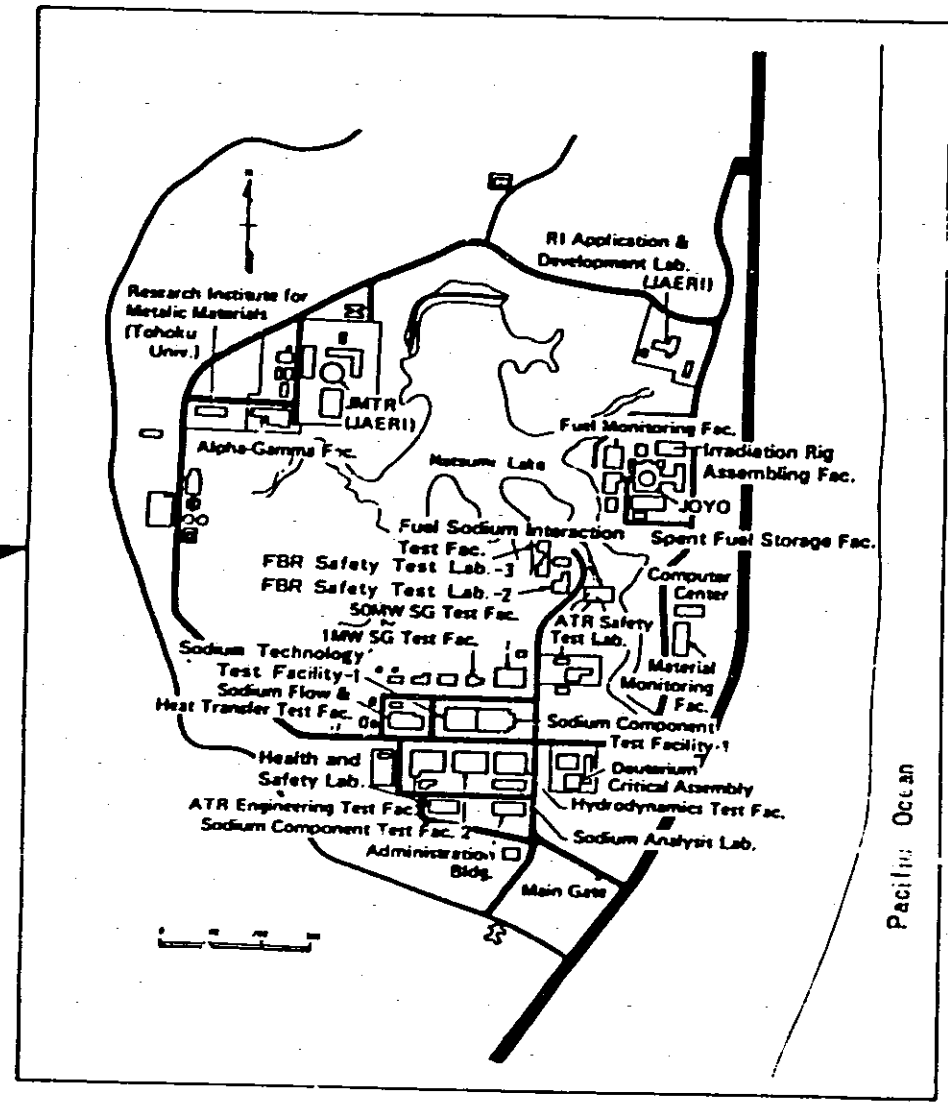 RI Application &
Development Lab.
(JAERI)
Research Institute for
Metalic Materials
(Tohoku
Univ.)
JMTR
(JAERI)
Alpha-Gamma Fac.
Natsumi Lake
Fuel Monitoring Fac.
Irradiation Rig
Assembling Fac.
JOYO
Spent Fuel Storage Fac.
Fuel Sodium Interaction
Test Fac.
FBR Safety Test Lab.-3
FBR Safety Test Lab.-2
50MW SG Test Fac.
1MW SG Test Fac.
ATR Safety
Test Lab.
Computer
Center
Material
Monitoring
Fac.
Sodium Technology
Test Facility-1
Sodium Flow &
Heat Transfer Test Fac.
Sodium Component
Test Facility-1
Health and
Safety Lab.
Deuterium
Critical Assembly
Hydrodynamics Test Fac.
ATR Engineering Test Fac.
Sodium Component Test Fac. 2
Sodium Analysis Lab.
Administration
Bldg.
Main Gate
Pacific Ocean